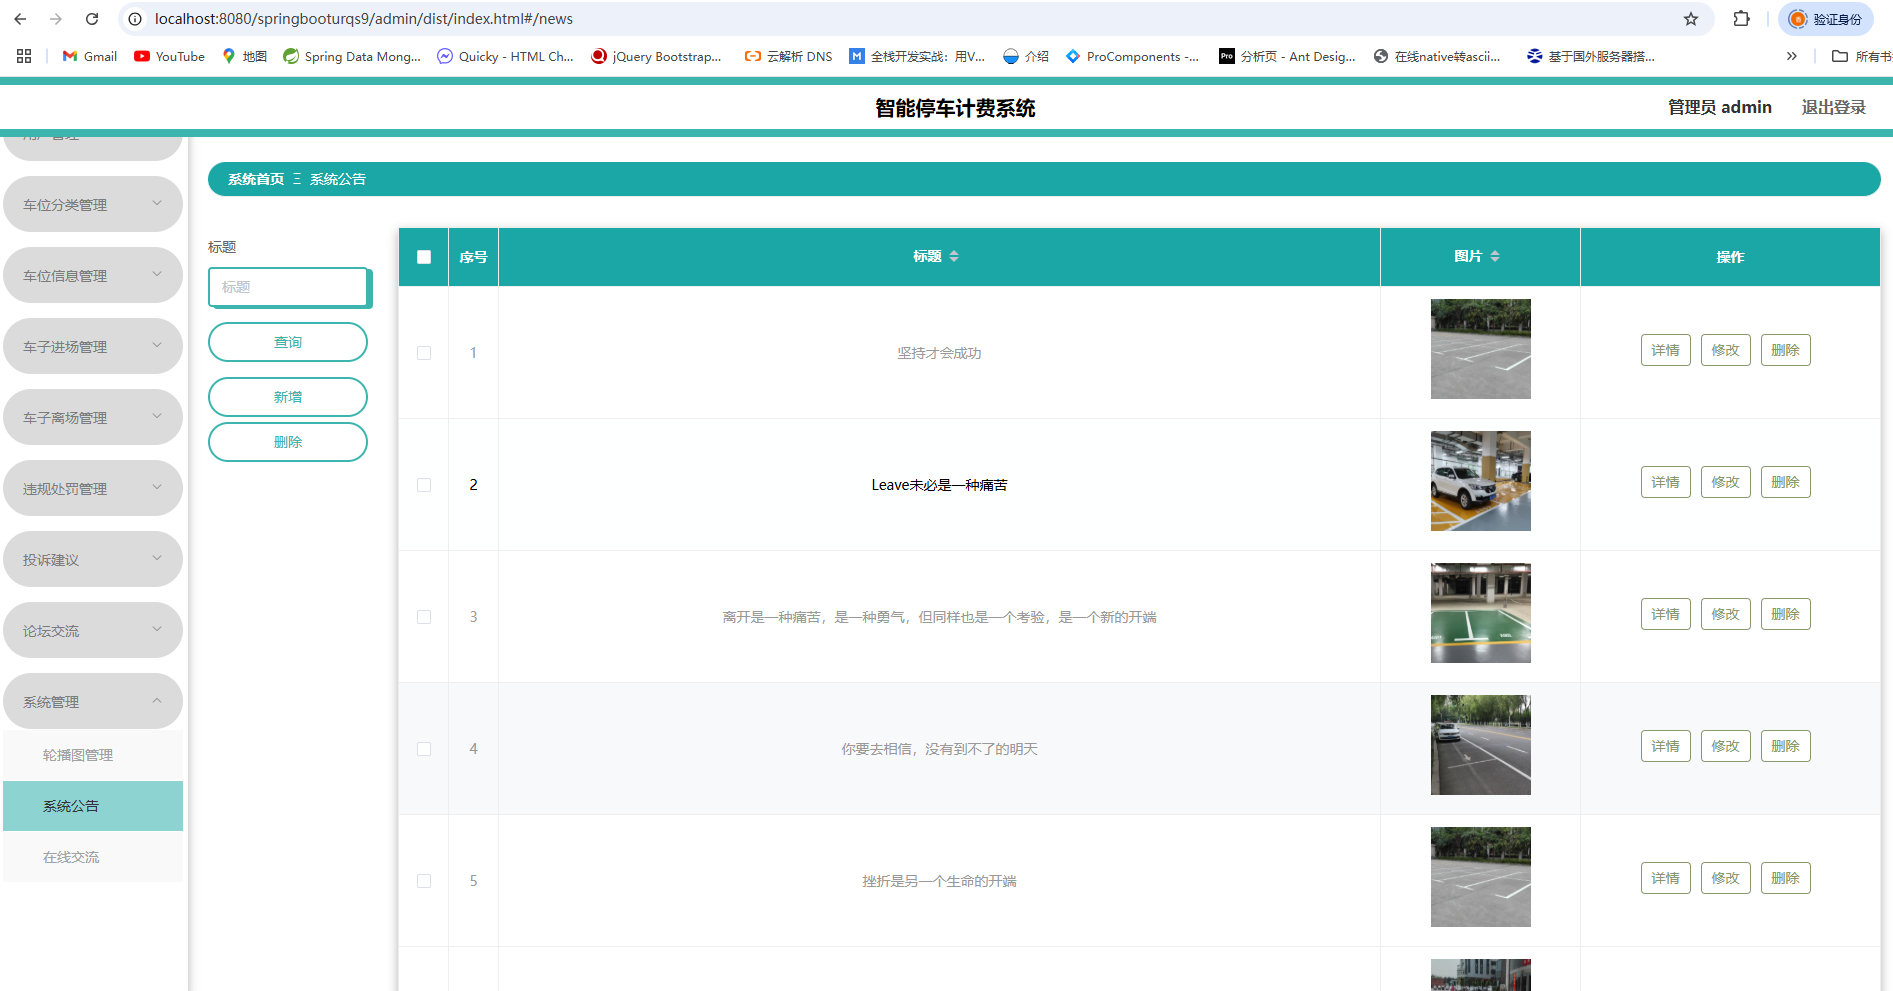 localhost:8080/springbooturqs9/admin/dist/index.html#/news
验证身份
Gmail
YouTube
地图
Spring Data Mong...
Quicky - HTML Ch...
jQuery Bootstrap...
云解析 DNS
全栈开发实战：用V...
介绍
ProComponents -...
Pro
分析页 - Ant Desig...
在线native转ascii...
基于国外服务器搭...
所有书
智能停车计费系统
管理员 admin
退出登录
用户管理
车位分类管理
车位信息管理
车子进场管理
车子离场管理
违规处罚管理
投诉建议
论坛交流
系统管理
轮播图管理
系统公告
在线交流
系统首页 Ξ 系统公告
标题
标题
查询
新增
删除
序号 标题 图片 操作
1 坚持才会成功 详情 修改 删除
2 Leave未必是一种痛苦 详情 修改 删除
3 离开是一种痛苦，是一种勇气，但同样也是一个考验，是一个新的开端 详情 修改 删除
4 你要去相信，没有到不了的明天 详情 修改 删除
5 挫折是另一个生命的开端 详情 修改 删除